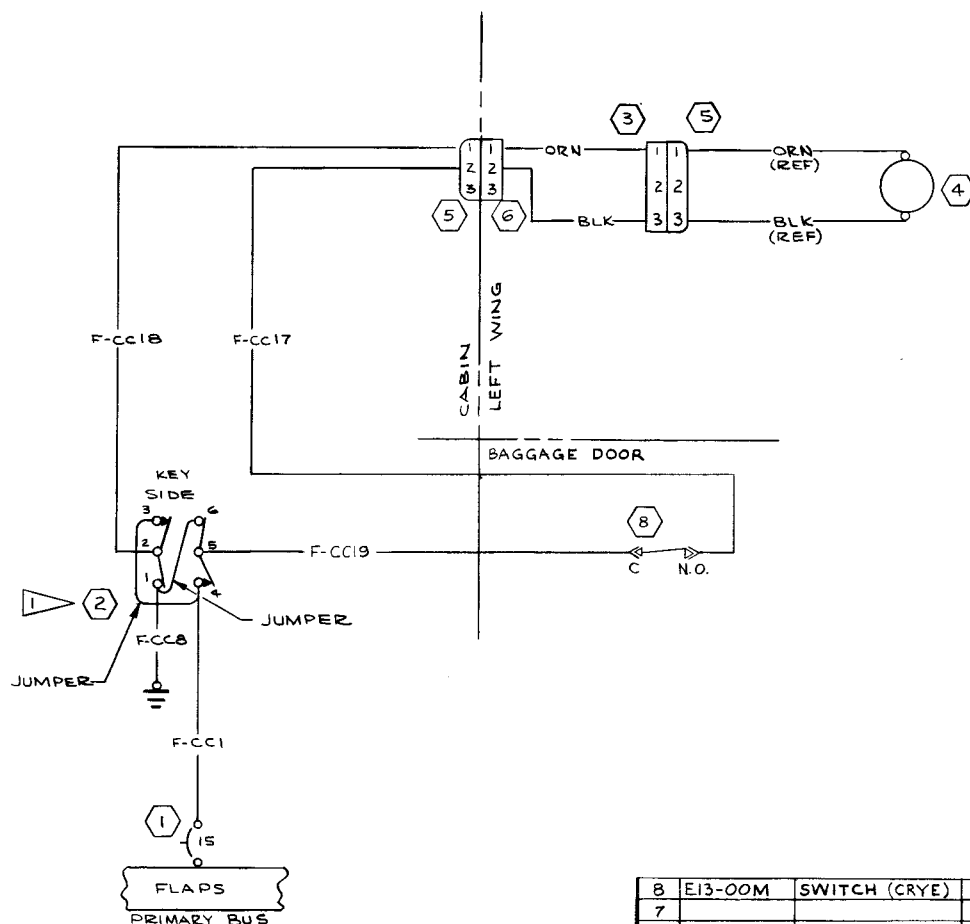 3
5
1 1
2 2
3 3
ORN
1 1
2 2
3 3
ORN
(REF)
4
5
6
BLK
BLK
(REF)
F-CC18
F-CC17
CABIN
LEFT WING
BAGGAGE DOOR
KEY
SIDE
3
6
2
5
1
4
F-CC19
8
C
N.O.
1
2
JUMPER
F-CC8
JUMPER
F-CC1
1
15
FLAPS
PRIMARY BUS
8 E13-00M SWITCH (CRYE)
7